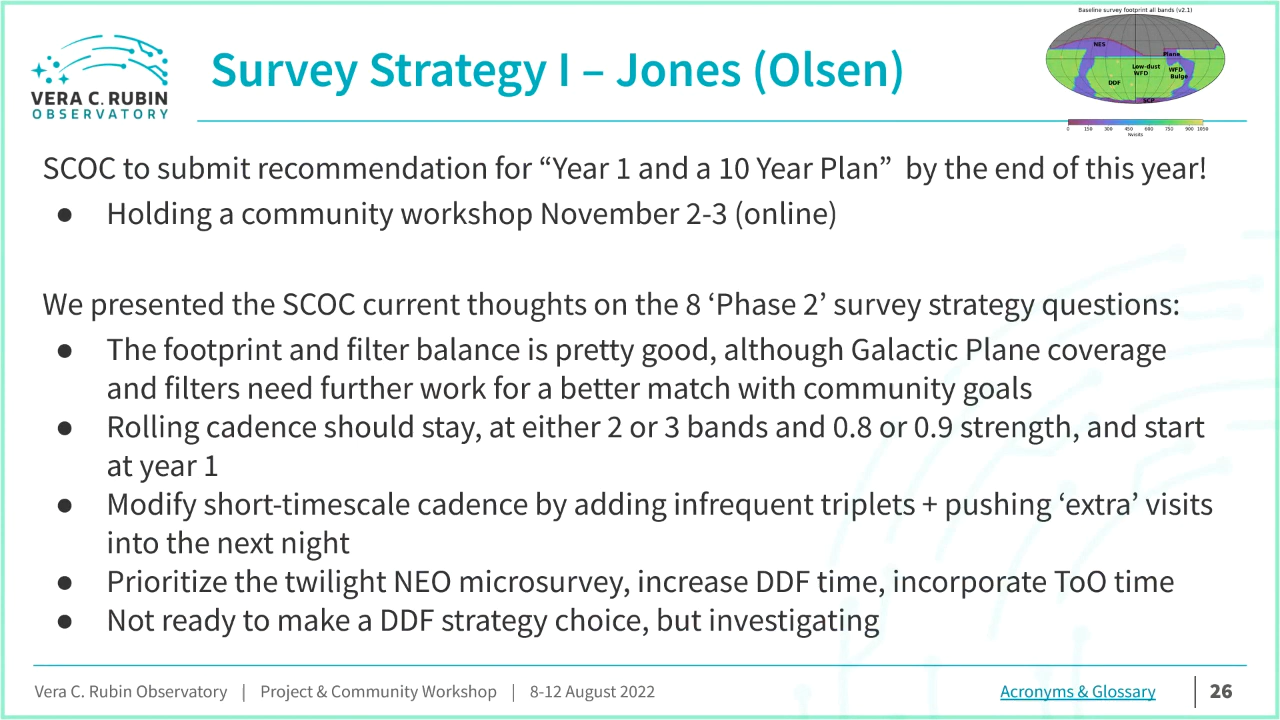 Baseline survey footprint all bands (v2.1)
NES
Plane
Low-dust
WFD
WFD
Bulge
DDF
SCP
0 150 300 450 600 750 900 1050
Nvisits
VERA C. RUBIN
OBSERVATORY
Survey Strategy I – Jones (Olsen)
SCOC to submit recommendation for “Year 1 and a 10 Year Plan”  by the end of this year!
● Holding a community workshop November 2-3 (online)
We presented the SCOC current thoughts on the 8 ‘Phase 2’ survey strategy questions:
● The footprint and filter balance is pretty good, although Galactic Plane coverage
and filters need further work for a better match with community goals
● Rolling cadence should stay, at either 2 or 3 bands and 0.8 or 0.9 strength, and start
at year 1
● Modify short-timescale cadence by adding infrequent triplets + pushing ‘extra’ visits
into the next night
● Prioritize the twilight NEO microsurvey, increase DDF time, incorporate ToO time
● Not ready to make a DDF strategy choice, but investigating
Vera C. Rubin Observatory | Project & Community Workshop | 8-12 August 2022
Acronyms & Glossary
26